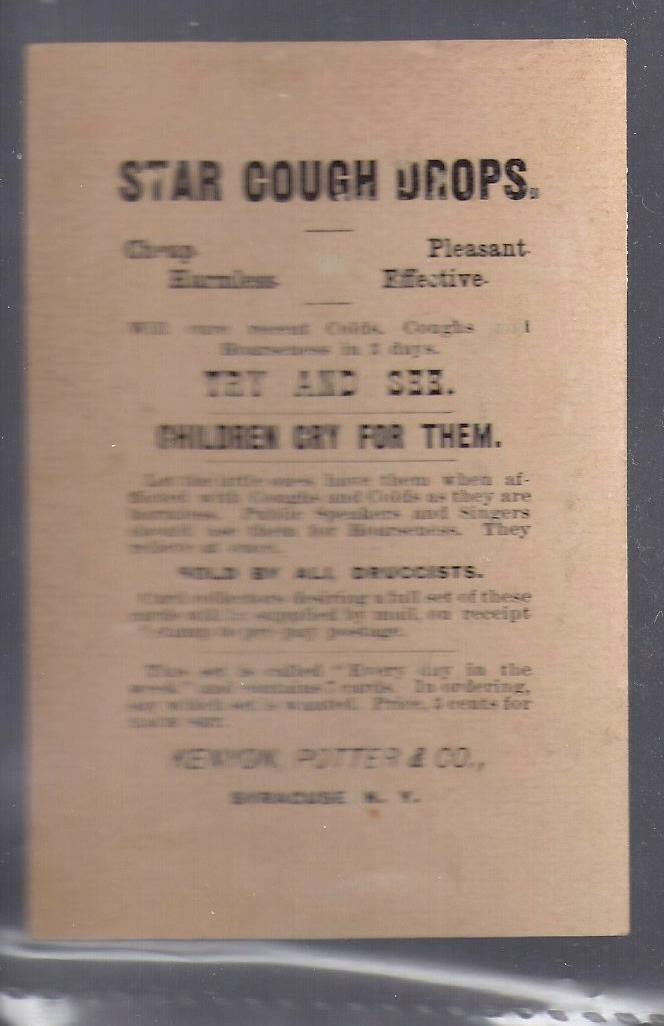 STAR COUGH DROPS.
Cheap. Pleasant.
Harmless. Effective.
Will cure recent Colds, Coughs and
Hoarseness in 3 days.
TRY AND SEE.
CHILDREN CRY FOR THEM.
Let the little ones have them when af-
flicted with Coughs and Colds as they are
harmless. Public Speakers and Singers
should use them for Hoarseness. They
relieve at once.
SOLD BY ALL DRUGGISTS.
Card collectors desiring a full set of these
cards will be supplied by mail, on receipt
stamp to pre-pay postage.
This set is called "Every day in the
week" and contains 7 cards. In ordering,
say which set is wanted. Price, 3 cents for
SET.
KENYON, POTTER & CO.,
SYRACUSE N. Y.